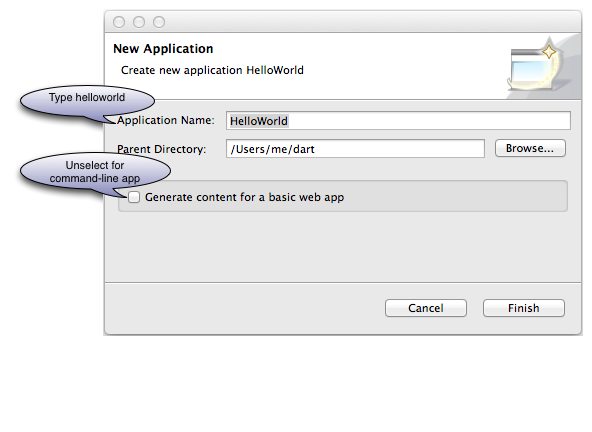 New Application
Create new application HelloWorld
Type helloworld
Application Name: HelloWorld
Parent Directory: /Users/me/dart Browse...
Unselect for
command-line app
Generate content for a basic web app
Cancel Finish